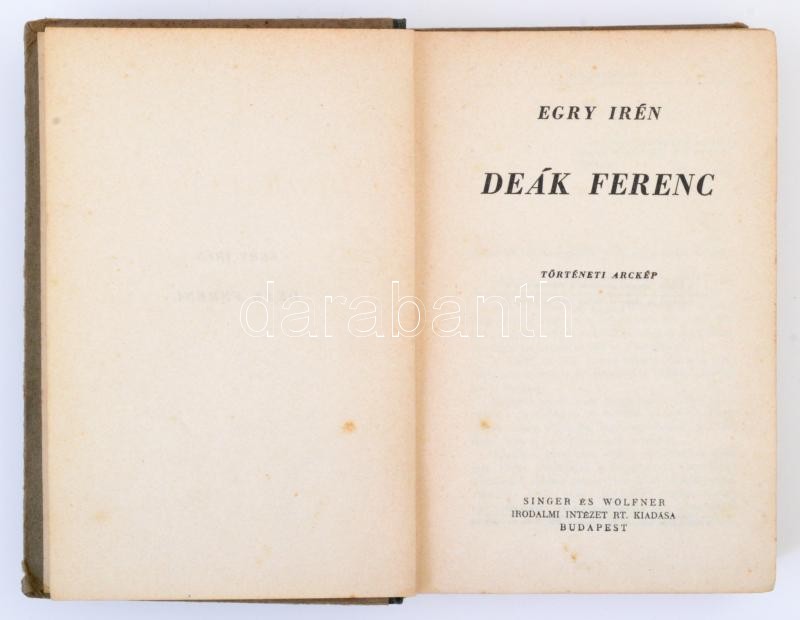 EGRY IRÉN
DEÁK FERENC
TÖRTÉNETI ARCKÉP
darabanth
SINGER ÉS WOLFNER
IRODALMI INTÉZET RT. KIADÁSA
BUDAPEST